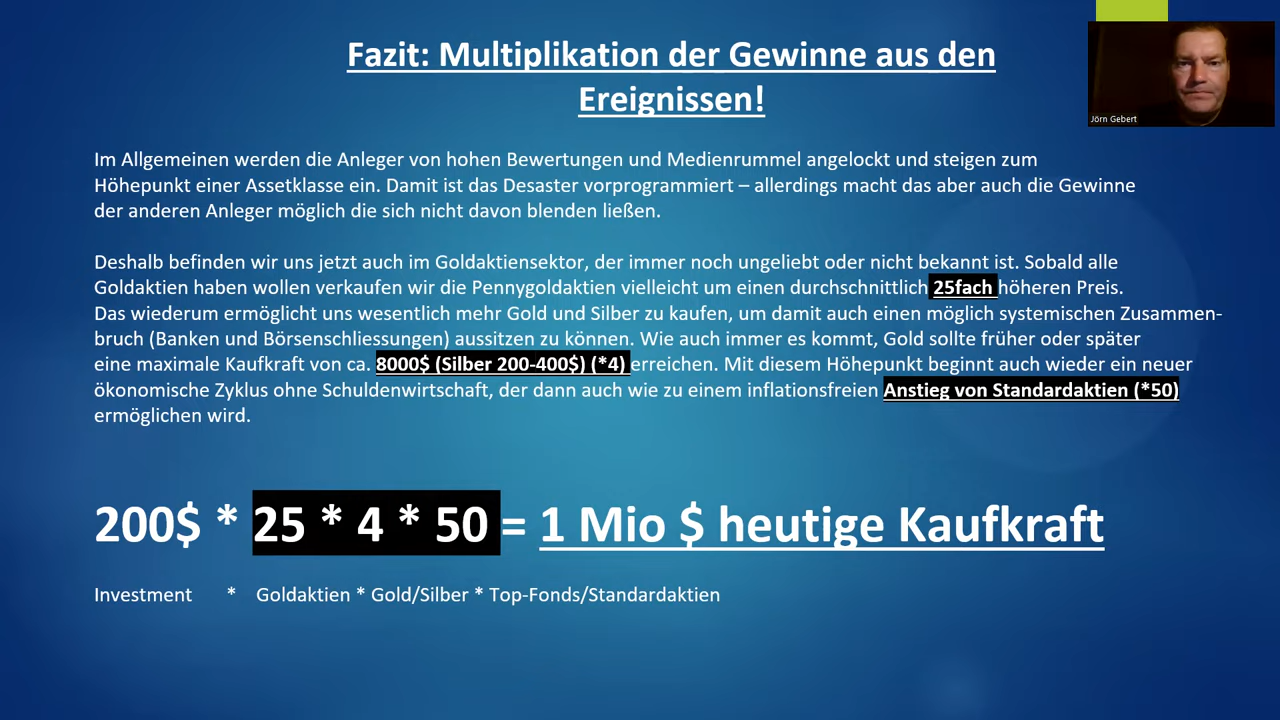 Fazit: Multiplikation der Gewinne aus den
Ereignissen!
Jörn Gebert
Im Allgemeinen werden die Anleger von hohen Bewertungen und Medienrummel angelockt und steigen zum
Höhepunkt einer Assetklasse ein. Damit ist das Desaster vorprogrammiert – allerdings macht das aber auch die Gewinne
der anderen Anleger möglich die sich nicht davon blenden ließen.
Deshalb befinden wir uns jetzt auch im Goldaktiensektor, der immer noch ungeliebt oder nicht bekannt ist. Sobald alle
Goldaktien haben wollen verkaufen wir die Pennygoldaktien vielleicht um einen durchschnittlich 25fach höheren Preis.
Das wiederum ermöglicht uns wesentlich mehr Gold und Silber zu kaufen, um damit auch einen möglich systemischen Zusammen-
bruch (Banken und Börsenschliessungen) aussitzen zu können. Wie auch immer es kommt, Gold sollte früher oder später
eine maximale Kaufkraft von ca. 8000$ (Silber 200-400$) (*4) erreichen. Mit diesem Höhepunkt beginnt auch wieder ein neuer
ökonomische Zyklus ohne Schuldenwirtschaft, der dann auch wie zu einem inflationsfreien Anstieg von Standardaktien (*50)
ermöglichen wird.
200$ * 25 * 4 * 50 = 1 Mio $ heutige Kaufkraft
Investment * Goldaktien * Gold/Silber * Top-Fonds/Standardaktien